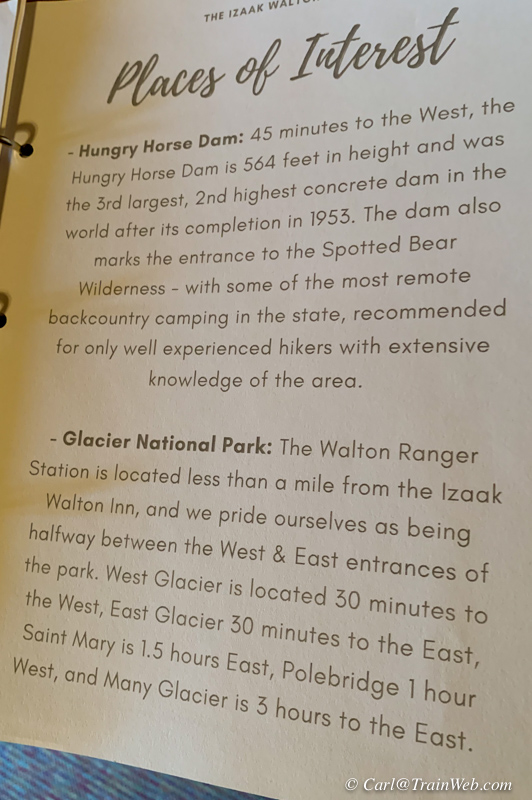 THE IZAAK WALTON
Places of Interest
- Hungry Horse Dam: 45 minutes to the West, the
Hungry Horse Dam is 564 feet in height and was
the 3rd largest, 2nd highest concrete dam in the
world after its completion in 1953. The dam also
marks the entrance to the Spotted Bear
Wilderness - with some of the most remote
backcountry camping in the state, recommended
for only well experienced hikers with extensive
knowledge of the area.
- Glacier National Park: The Walton Ranger
Station is located less than a mile from the Izaak
Walton Inn, and we pride ourselves as being
halfway between the West & East entrances of
the park. West Glacier is located 30 minutes to
the West, East Glacier 30 minutes to the East,
Saint Mary is 1.5 hours East, Polebridge 1 hour
West, and Many Glacier is 3 hours to the East.
© Carl@TrainWeb.com